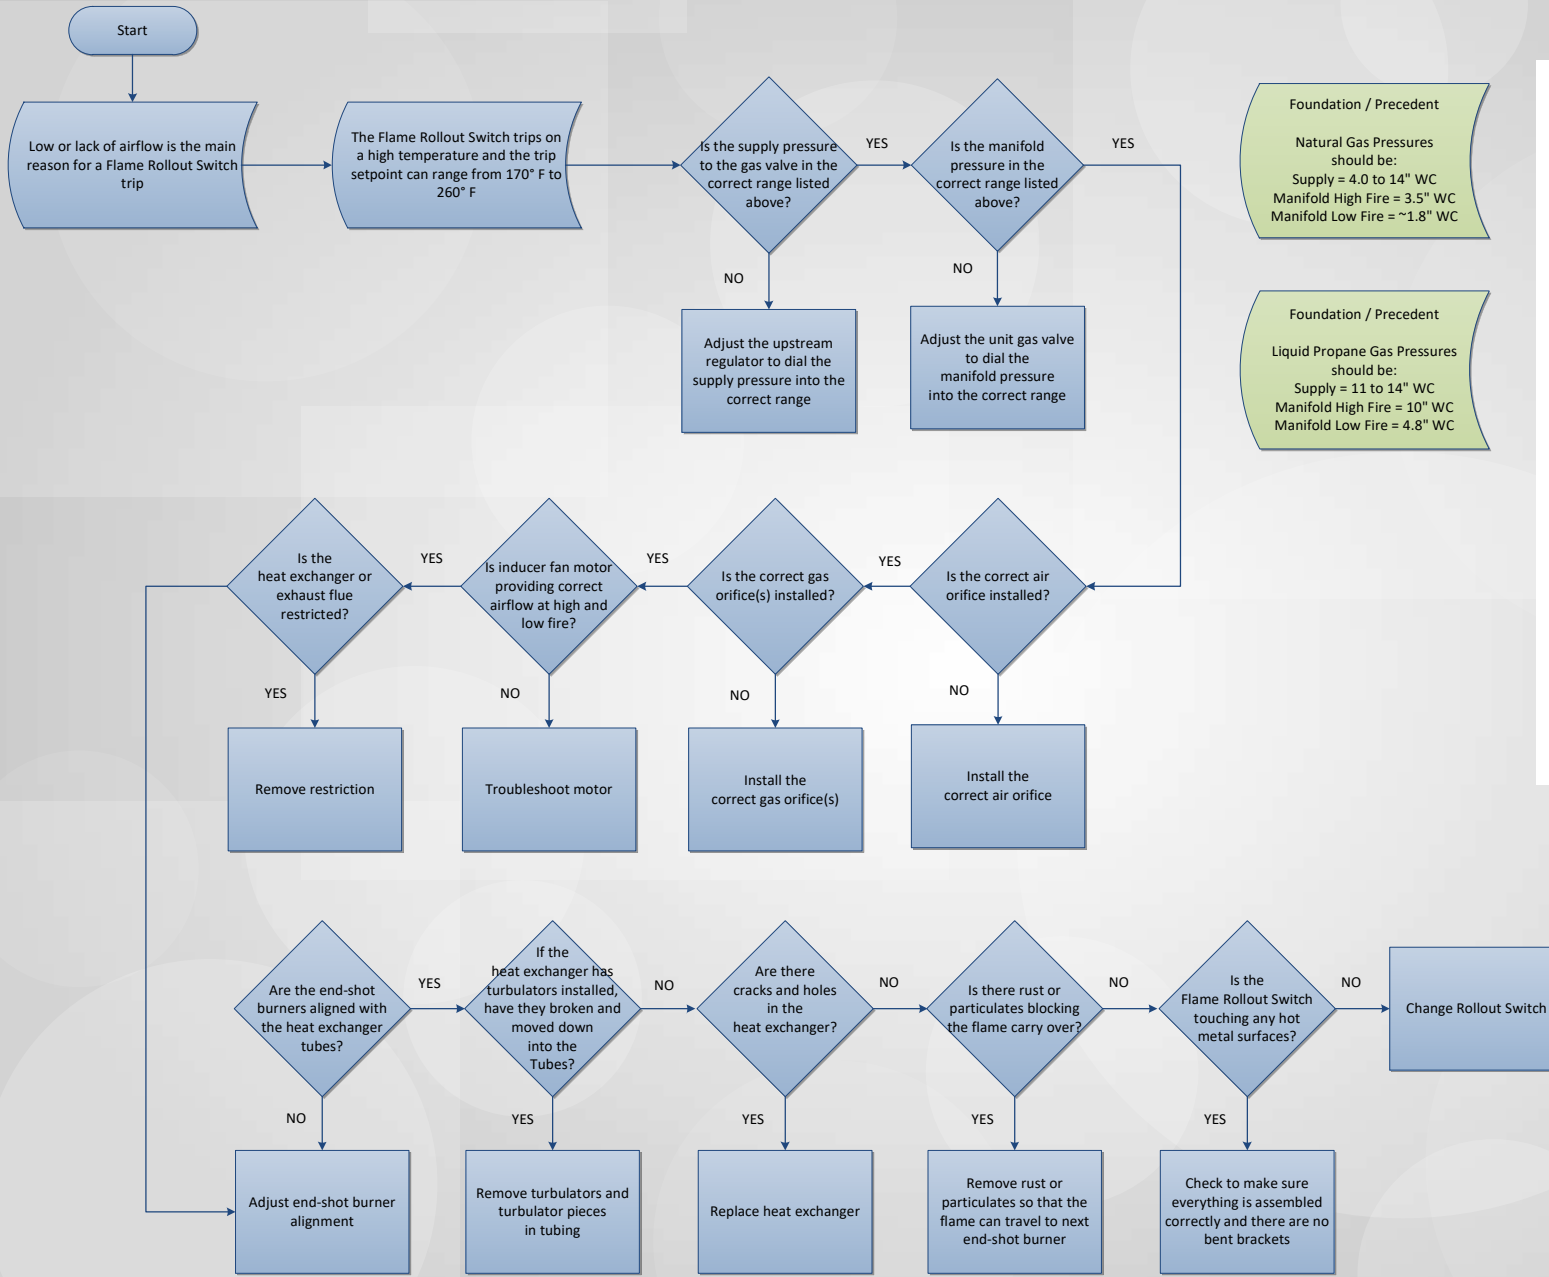 Start
Low or lack of airflow is the main
reason for a Flame Rollout Switch
trip
The Flame Rollout Switch trips on
a high temperature and the trip
setpoint can range from 170° F to
260° F
Is the supply pressure
to the gas valve in the
correct range listed
above?
YES
Is the manifold
pressure in the
correct range listed
above?
YES
Foundation / Precedent
Natural Gas Pressures
should be:
Supply = 4.0 to 14" WC
Manifold High Fire = 3.5" WC
Manifold Low Fire = ~1.8" WC
NO
NO
Adjust the upstream
regulator to dial the
supply pressure into the
correct range
Adjust the unit gas valve
to dial the
manifold pressure
into the correct range
Foundation / Precedent
Liquid Propane Gas Pressures
should be:
Supply = 11 to 14" WC
Manifold High Fire = 10" WC
Manifold Low Fire = 4.8" WC
Is the
heat exchanger or
exhaust flue
restricted?
YES
Is inducer fan motor
providing correct
airflow at high and
low fire?
YES
Is the correct gas
orifice(s) installed?
YES
Is the correct air
orifice installed?
YES
NO
NO
NO
Remove restriction
Troubleshoot motor
Install the
correct gas orifice(s)
Install the
correct air orifice
Are the end-shot
burners aligned with
the heat exchanger
tubes?
YES
If the
heat exchanger has
turbulators installed,
have they broken and
moved down
into the
Tubes?
NO
Are there
cracks and holes
in the
heat exchanger?
NO
Is there rust or
particulates blocking
the flame carry over?
NO
Is the
Flame Rollout Switch
touching any hot
metal surfaces?
NO
Change Rollout Switch
NO
YES
YES
YES
YES
Adjust end-shot burner
alignment
Remove turbulators and
turbulator pieces
in tubing
Replace heat exchanger
Remove rust or
particulates so that the
flame can travel to next
end-shot burner
Check to make sure
everything is assembled
correctly and there are no
bent brackets